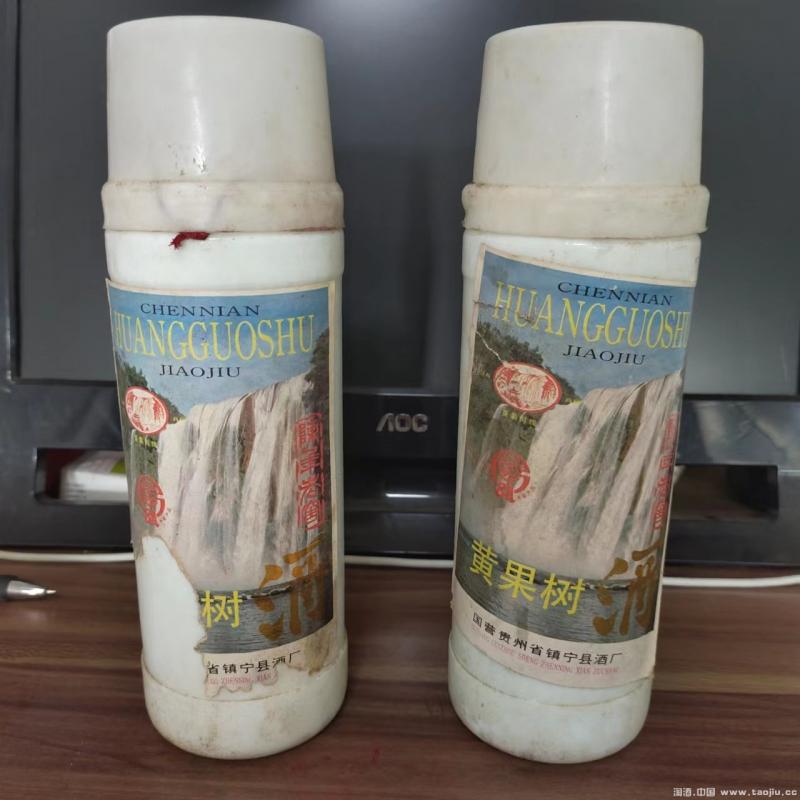 CHENNIAN
HUANGGUOSHU
JIAOJIU
树
酒
省镇宁县酒厂
CHENNIAN
HUANGGUOSHU
JIAOJIU
黄果树
酒
国营贵州省镇宁县酒厂
AOC
淘酒.中国 www.taojiu.cc